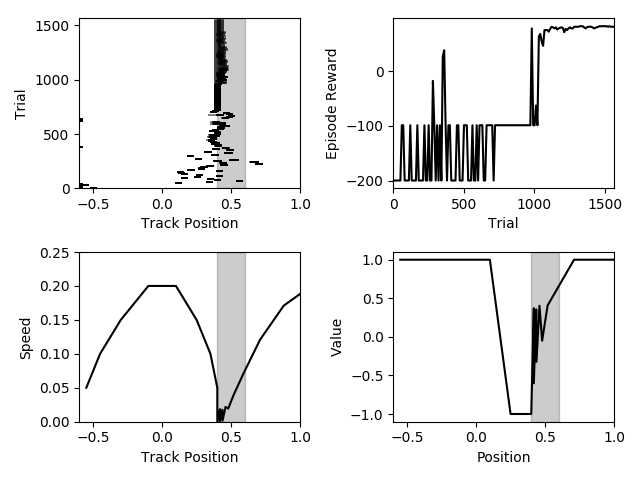 1500
1000
500
0
Trial
−0.5 0.0 0.5 1.0
Track Position
0
−100
−200
Episode Reward
0 500 1000 1500
Trial
0.25
0.20
0.15
0.10
0.05
0.00
Speed
−0.5 0.0 0.5 1.0
Track Position
1.0
0.5
0.0
−0.5
−1.0
Value
−0.5 0.0 0.5 1.0
Position